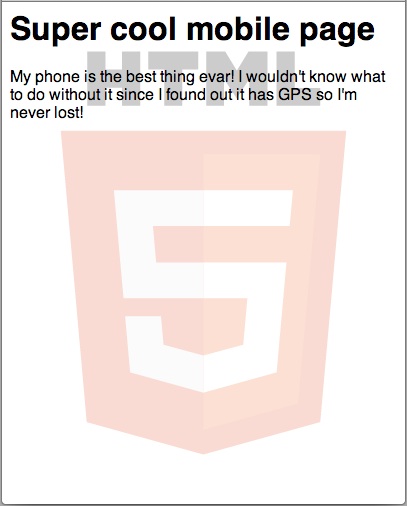 Super cool mobile page
HTML
My phone is the best thing evar! I wouldn't know what
to do without it since I found out it has GPS so I'm
never lost!
5